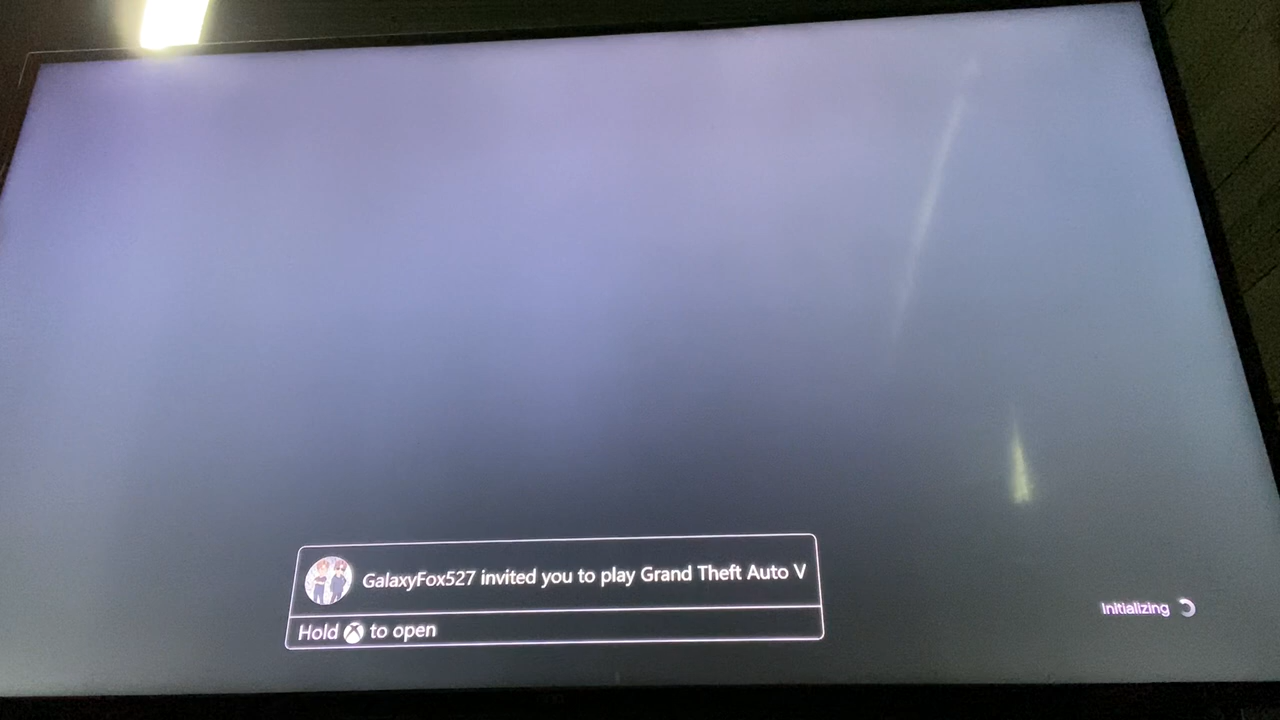 GalaxyFox527 invited you to play Grand Theft Auto V
Hold to open
Initializing